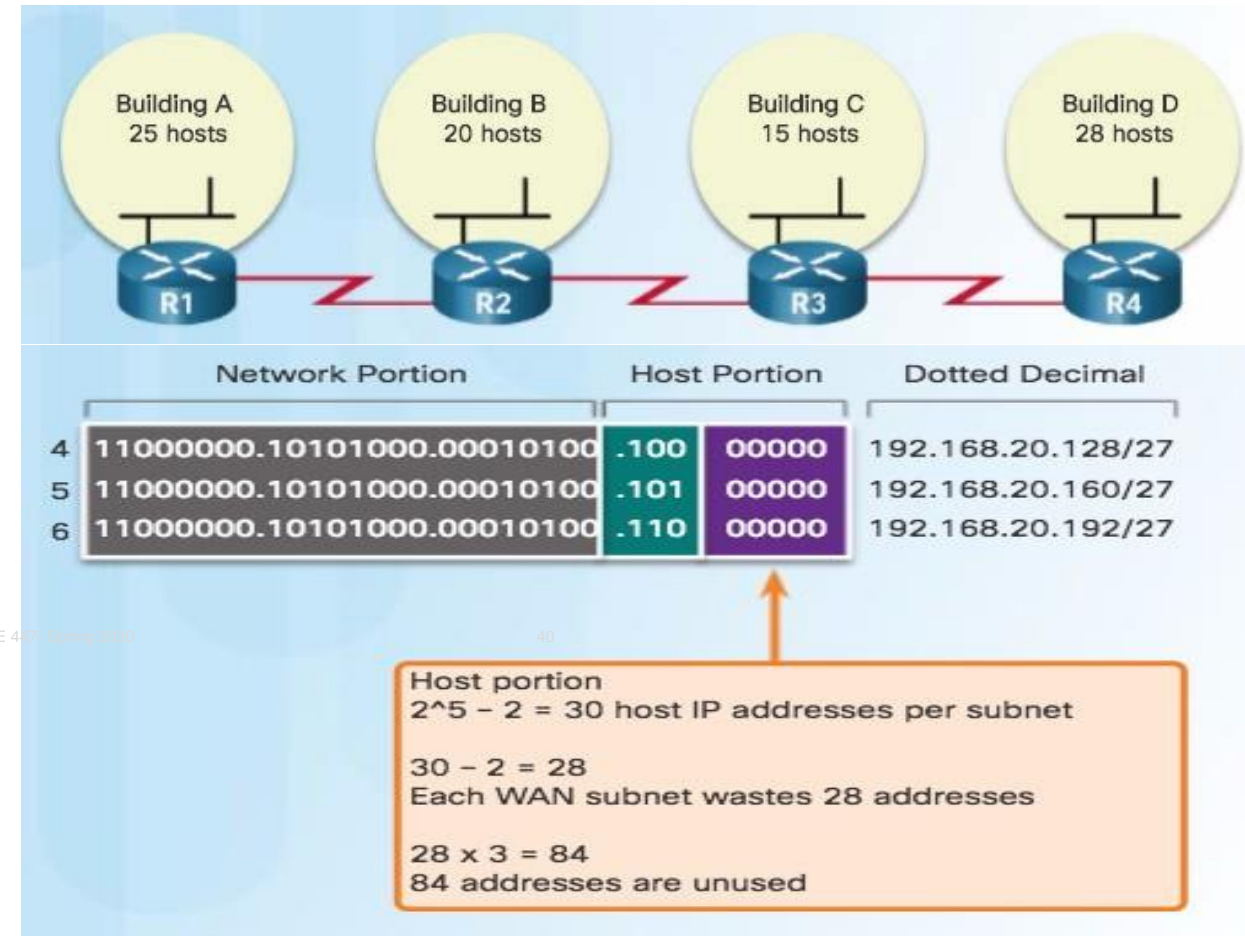 Building A
25 hosts
Building B
20 hosts
Building C
15 hosts
Building D
28 hosts
R1
R2
R3
R4
Network Portion
Host Portion
Dotted Decimal
4 11000000.10101000.00010100 .100 00000 192.168.20.128/27
5 11000000.10101000.00010100 .101 00000 192.168.20.160/27
6 11000000.10101000.00010100 .110 00000 192.168.20.192/27
40
Host portion
2^5 – 2 = 30 host IP addresses per subnet
30 – 2 = 28
Each WAN subnet wastes 28 addresses
28 x 3 = 84
84 addresses are unused